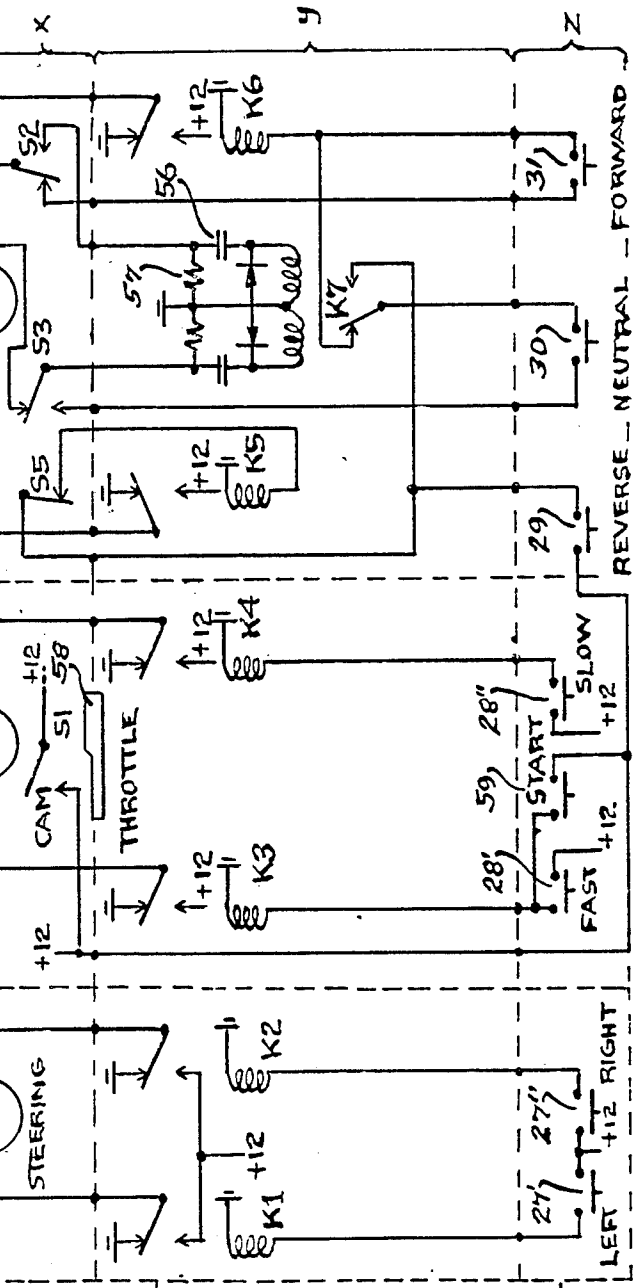 STEERING
+12
CAM
+12
S1
58
THROTTLE
S5
S3
S2
X
57
56
+12
K1
K2
+12
K3
+12
K4
+12
K5
K7
+12
K6
y
27'
27"
LEFT
+12
RIGHT
28'
FAST
+12
59
START
28"
SLOW
+12
29
30
31
REVERSE _ NEUTRAL _ FORWARD
Z